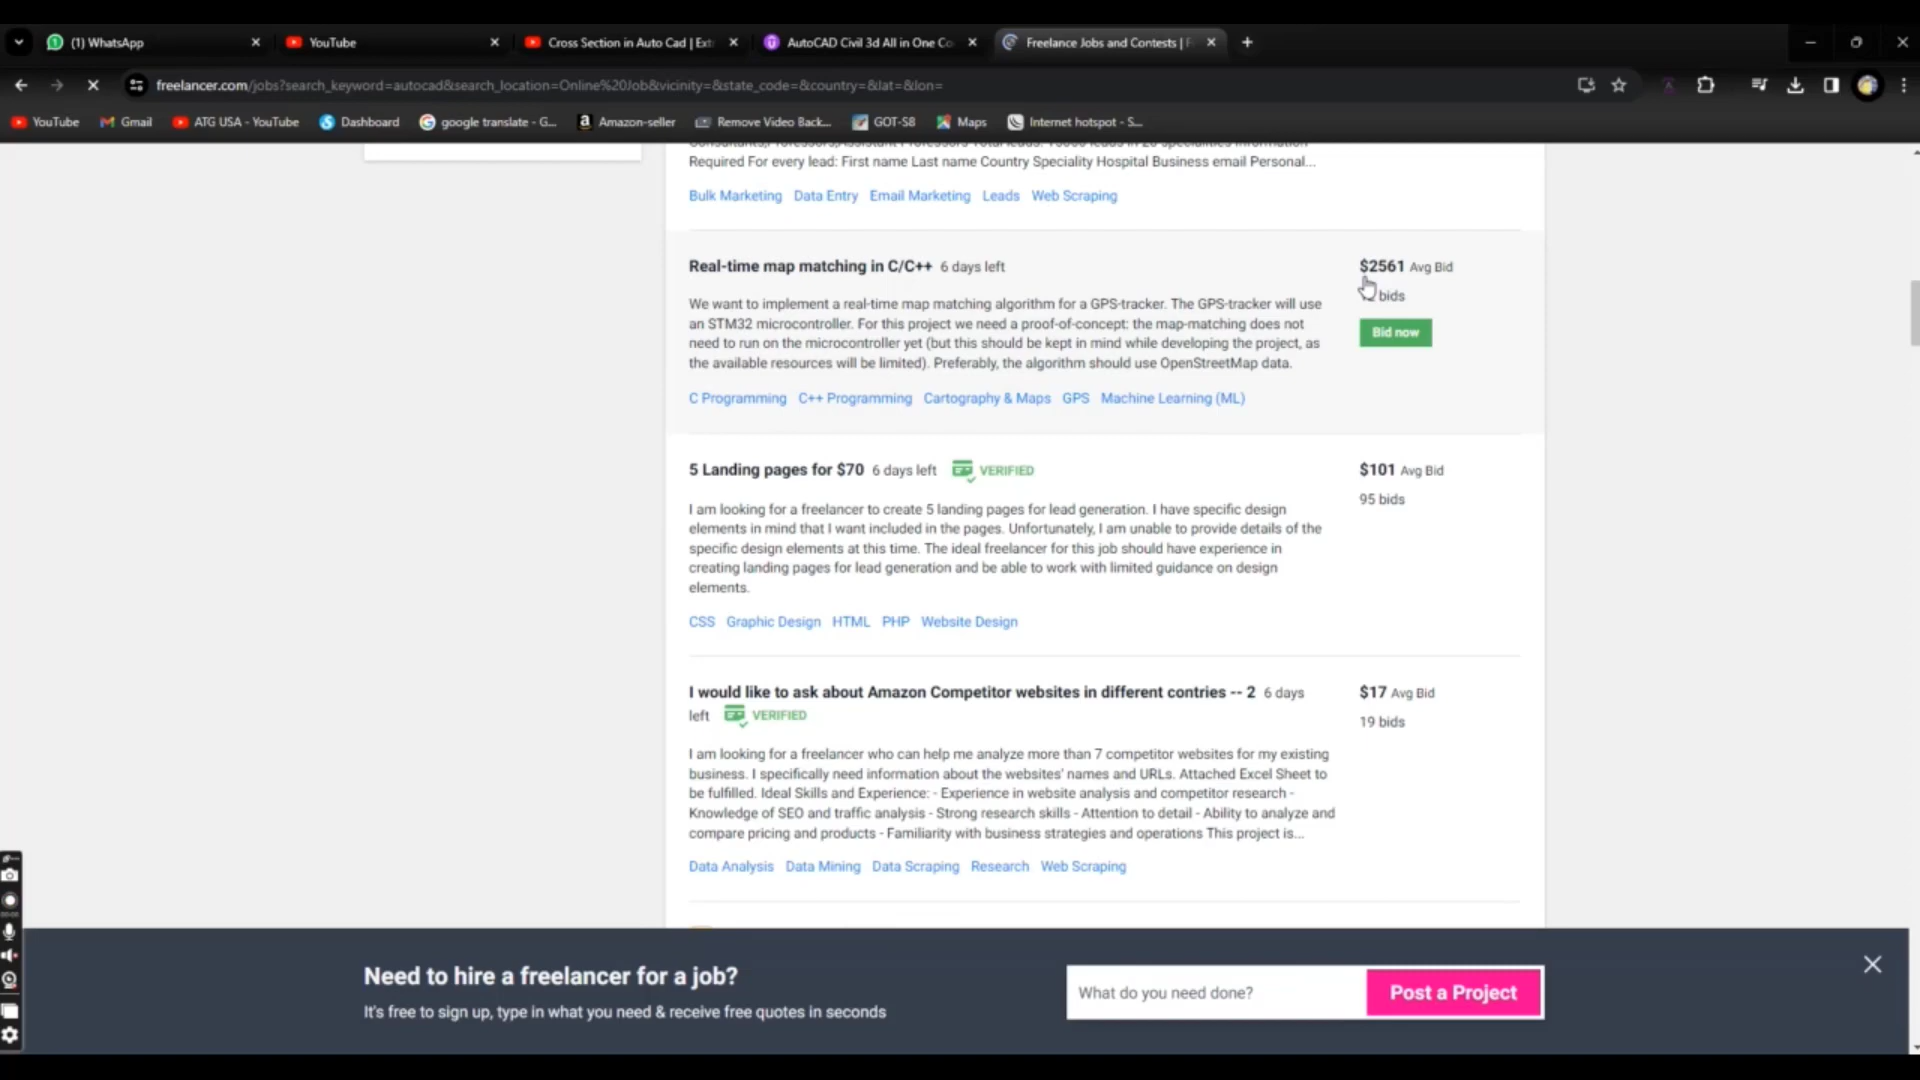 (1) WhatsApp
YouTube
Cross Section in Auto Cad | Ext
AutoCAD Civil 3d All in One Co
Freelance Jobs and Contests | F
freelancer.com/jobs?search_keyword=autocad&search_location=Online%20Job&vicinity=&state_code=&country=&lat=&lon=
YouTube
Gmail
ATG USA - YouTube
Dashboard
google translate - G...
Amazon-seller
Remove Video Back...
GOT-S8
Maps
Internet hotspot - S...
Required For every lead: First name Last name Country Speciality Hospital Business email Personal...
Bulk Marketing Data Entry Email Marketing Leads Web Scraping
Real-time map matching in C/C++ 6 days left
$2561 Avg Bid
bids
Bid now
We want to implement a real-time map matching algorithm for a GPS-tracker. The GPS-tracker will use
an STM32 microcontroller. For this project we need a proof-of-concept: the map-matching does not
need to run on the microcontroller yet (but this should be kept in mind while developing the project, as
the available resources will be limited). Preferably, the algorithm should use OpenStreetMap data.
C Programming C++ Programming Cartography & Maps GPS Machine Learning (ML)
5 Landing pages for $70 6 days left VERIFIED
$101 Avg Bid
95 bids
I am looking for a freelancer to create 5 landing pages for lead generation. I have specific design
elements in mind that I want included in the pages. Unfortunately, I am unable to provide details of the
specific design elements at this time. The ideal freelancer for this job should have experience in
creating landing pages for lead generation and be able to work with limited guidance on design
elements.
CSS Graphic Design HTML PHP Website Design
I would like to ask about Amazon Competitor websites in different contries -- 2 6 days
left VERIFIED
$17 Avg Bid
19 bids
I am looking for a freelancer who can help me analyze more than 7 competitor websites for my existing
business. I specifically need information about the websites' names and URLs. Attached Excel Sheet to
be fulfilled. Ideal Skills and Experience: - Experience in website analysis and competitor research -
Knowledge of SEO and traffic analysis - Strong research skills - Attention to detail - Ability to analyze and
compare pricing and products - Familiarity with business strategies and operations This project is...
Data Analysis Data Mining Data Scraping Research Web Scraping
Need to hire a freelancer for a job?
It's free to sign up, type in what you need & receive free quotes in seconds
What do you need done?
Post a Project